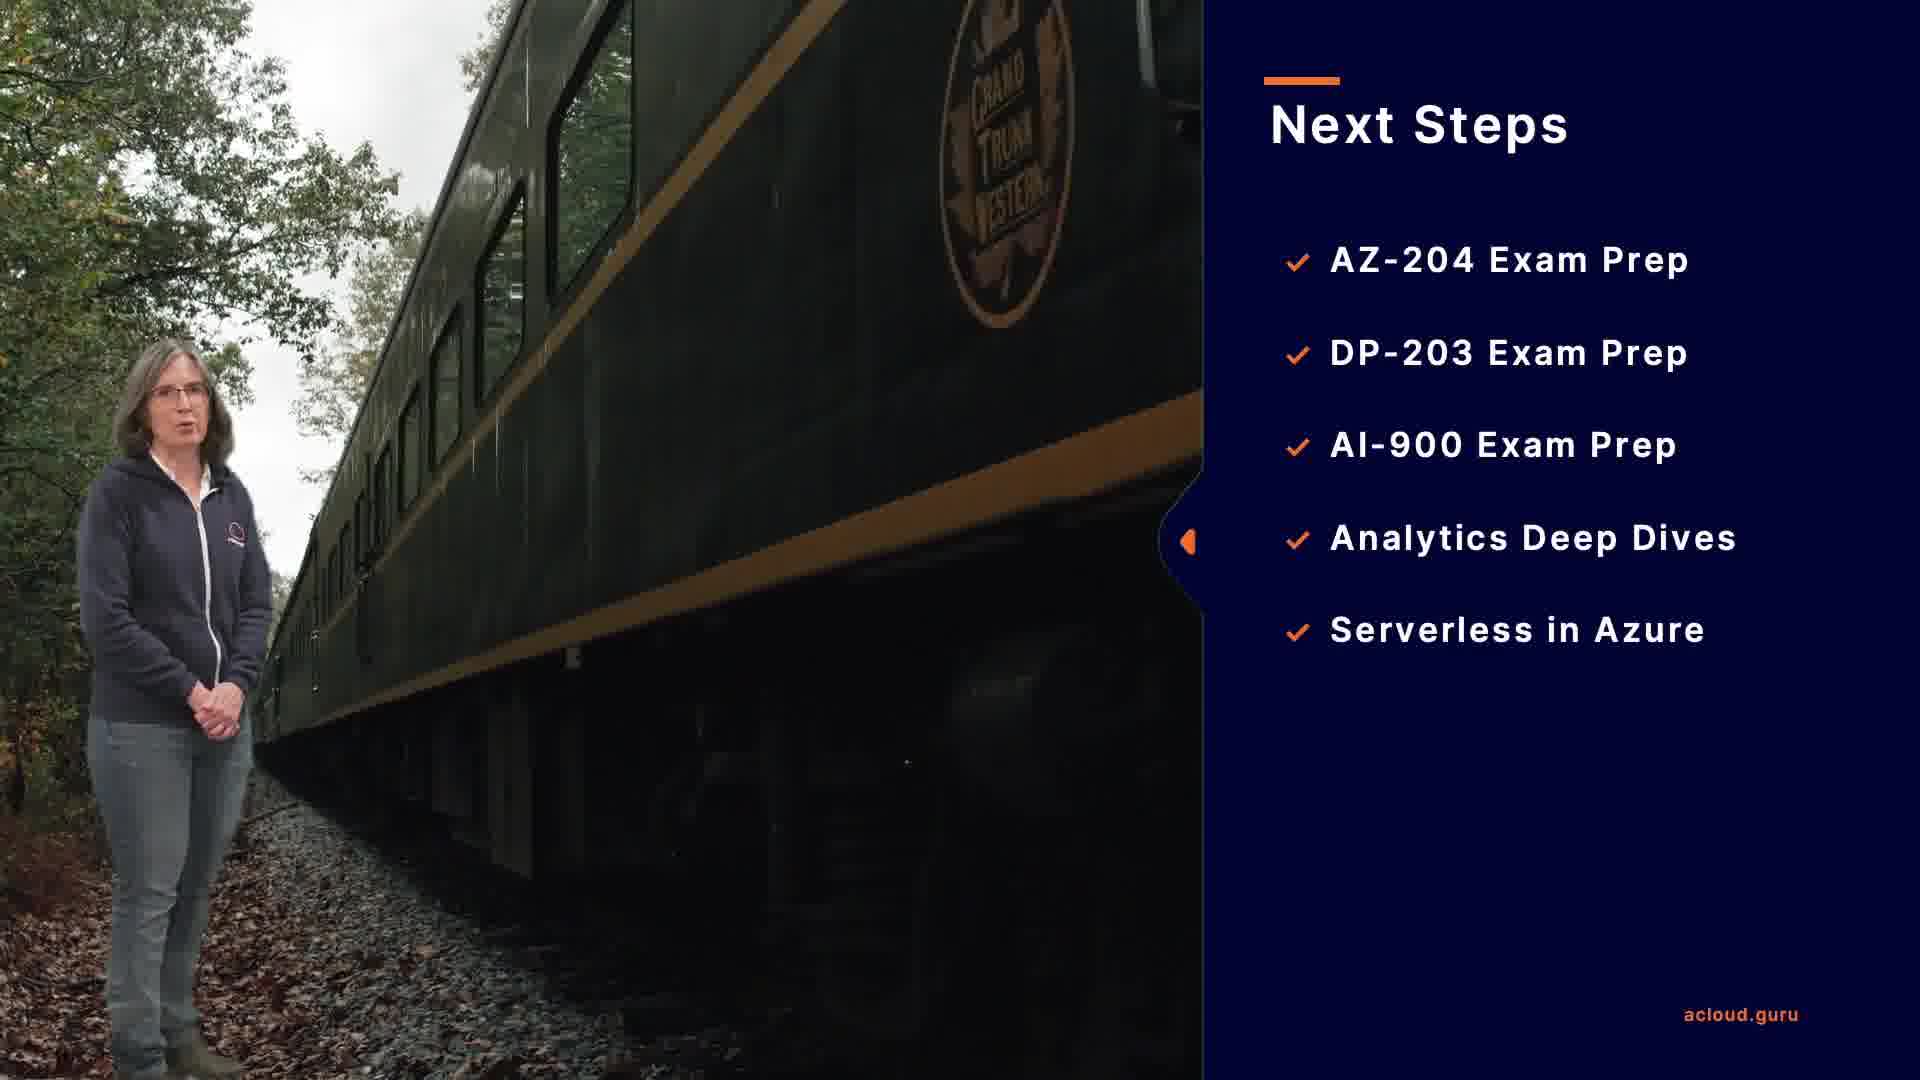 GRAND
TRUNK
WESTERN
Next Steps
AZ-204 Exam Prep
DP-203 Exam Prep
AI-900 Exam Prep
Analytics Deep Dives
Serverless in Azure
acloud.guru